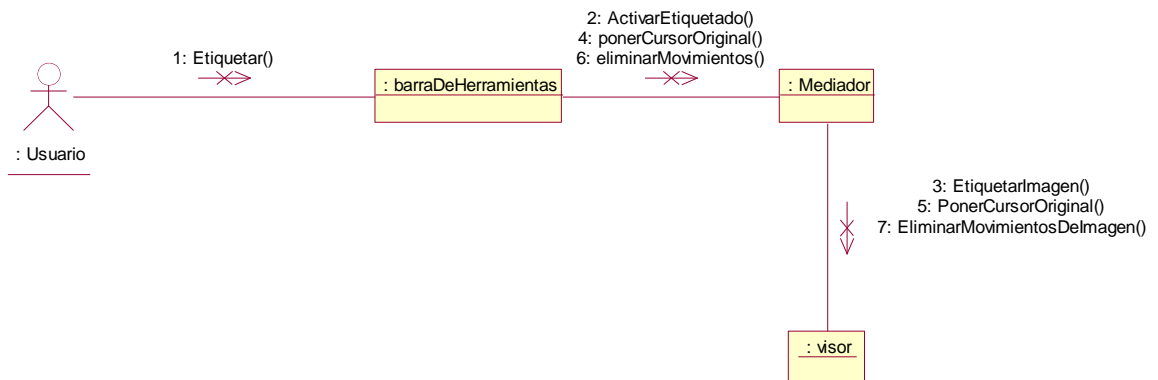 2: ActivarEtiquetado()
4: ponerCursorOriginal()
6: eliminarMovimientos()
1: Etiquetar()
: barraDeHerramientas
: Mediador
: Usuario
3: EtiquetarImagen()
5: PonerCursorOriginal()
7: EliminarMovimientosDeImagen()
: visor